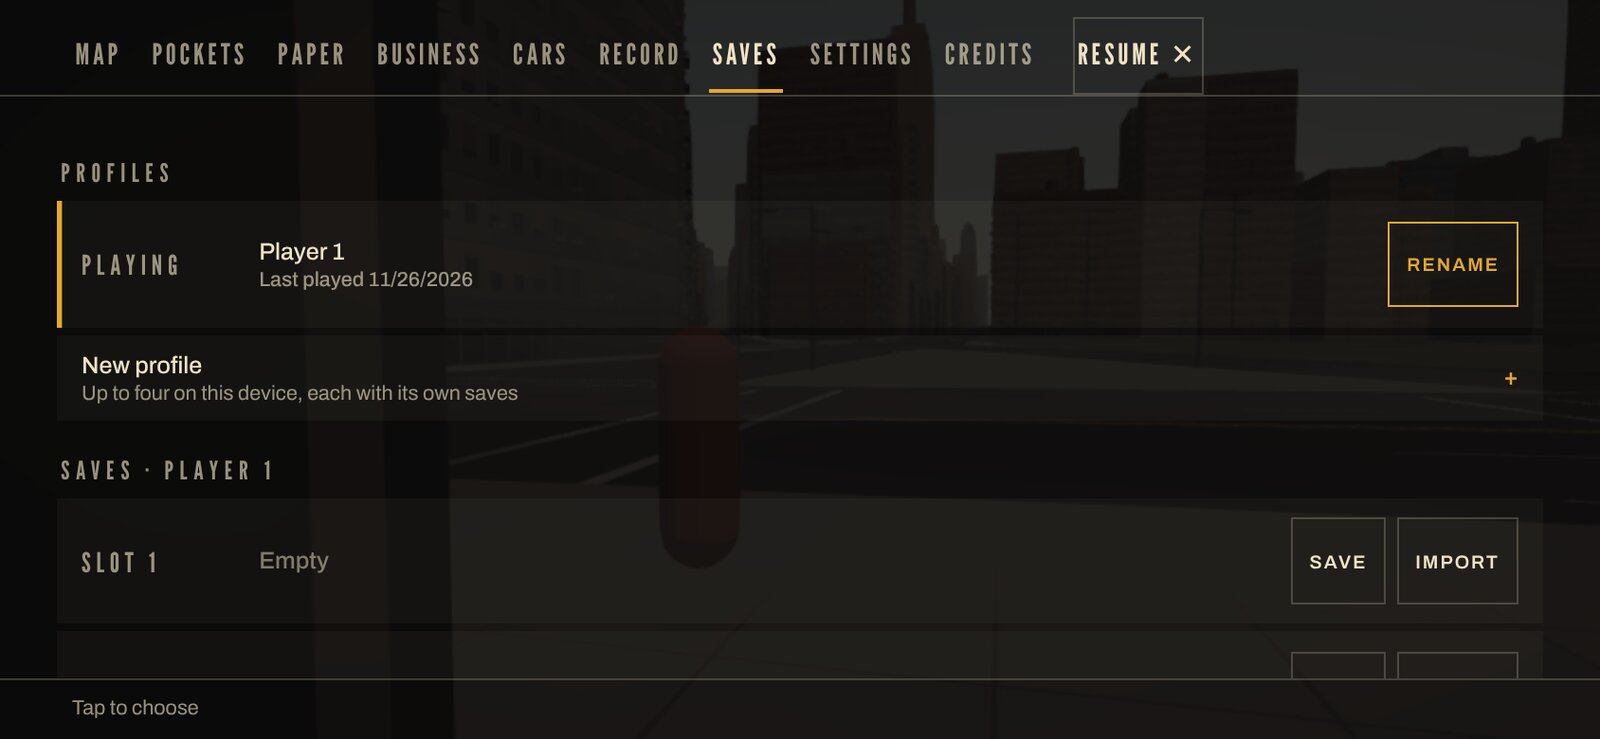 MAP POCKETS PAPER BUSINESS CARS RECORD SAVES SETTINGS CREDITS RESUME ✕
PROFILES
PLAYING
Player 1
Last played 11/26/2026
RENAME
New profile
Up to four on this device, each with its own saves
+
SAVES · PLAYER 1
SLOT 1
Empty
SAVE
IMPORT
Tap to choose